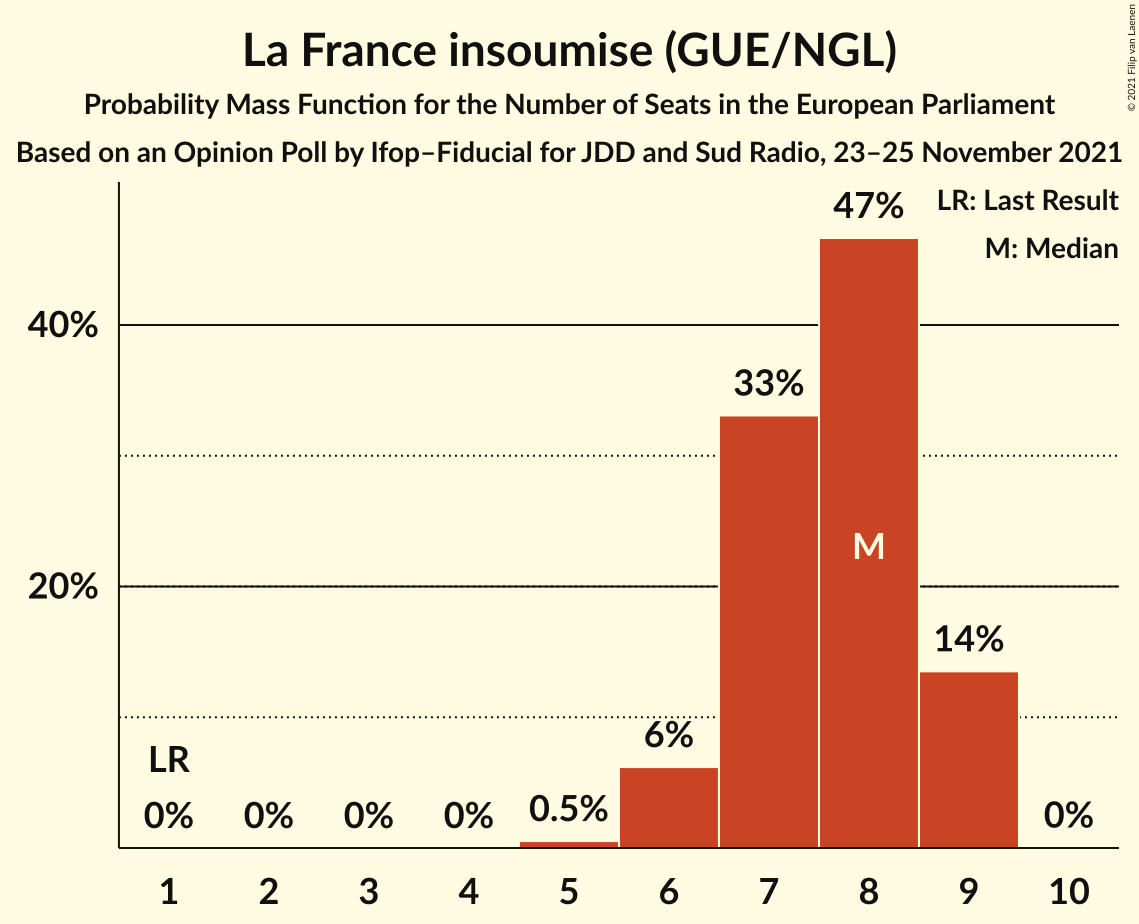 La France insoumise (GUE/NGL)
Probability Mass Function for the Number of Seats in the European Parliament
Based on an Opinion Poll by Ifop–Fiducial for JDD and Sud Radio, 23–25 November 2021
© 2021 Filip van Laenen
LR: Last Result
M: Median
47%
40%
33%
M
20%
14%
6%
LR
0% 0% 0% 0% 0.5% 0%
1 2 3 4 5 6 7 8 9 10